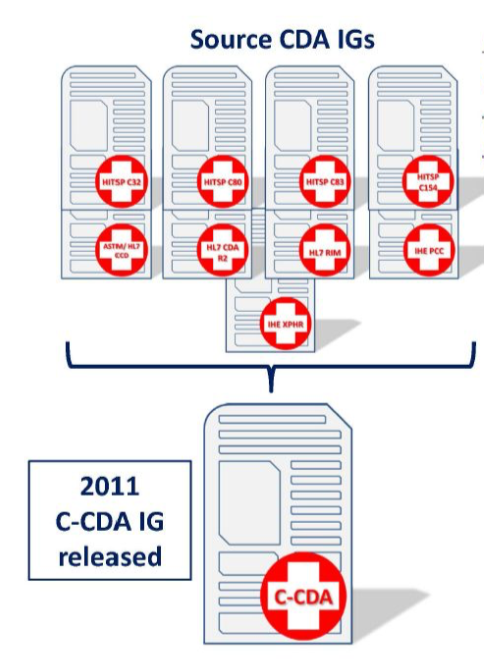 Source CDA IGs
HITSP C32
HITSP C80
HITSP C83
HITSP
C154
ASTM/ HL7
CCD
HL7 CDA
R2
HL7 RIM
IHE PCC
IHE XPHR
2011
C-CDA IG
released
C-CDA